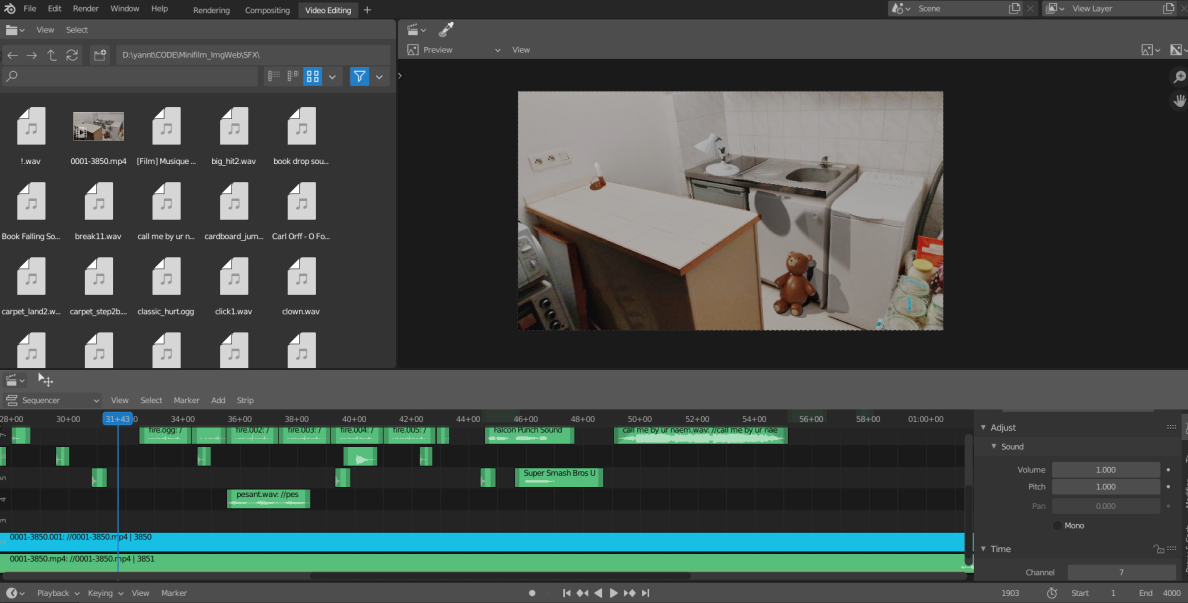 File Edit Render Window Help Rendering Compositing Video Editing + Scene View Layer
View Select
Preview View
D:\yannt\CODE\Minifilm_ImgWeb\SFX\
!.wav 0001-3850.mp4 [Film] Musique ... big_hit2.wav book drop sou...
Book Falling So... break11.wav call me by ur n... cardboard_jum... Carl Orff - O Fo...
carpet_land2.w... carpet_step2b.... classic_hurt.ogg click1.wav clown.wav
Sequencer View Select Marker Add Strip
28+00 30+00 31+43 34+00 36+00 38+00 40+00 42+00 44+00 46+00 48+00 50+00 52+00 54+00 56+00 58+00 01:00+00
fire.ogg: / fire.002: / fire.003: / fire.004: / fire.005: / Falcon Punch Sound call me by ur naem.wav: //call me by ur nae
Super Smash Bros U
pesant.wav: //pes
0001-3850.001: //0001-3850.mp4 | 3850
0001-3850.mp4: //0001-3850.mp4 | 3851
Adjust
Sound
Volume 1.000
Pitch 1.000
Pan 0.000
Mono
Time
Channel 7
Playback Keying View Marker 1903 Start 1 End 4000